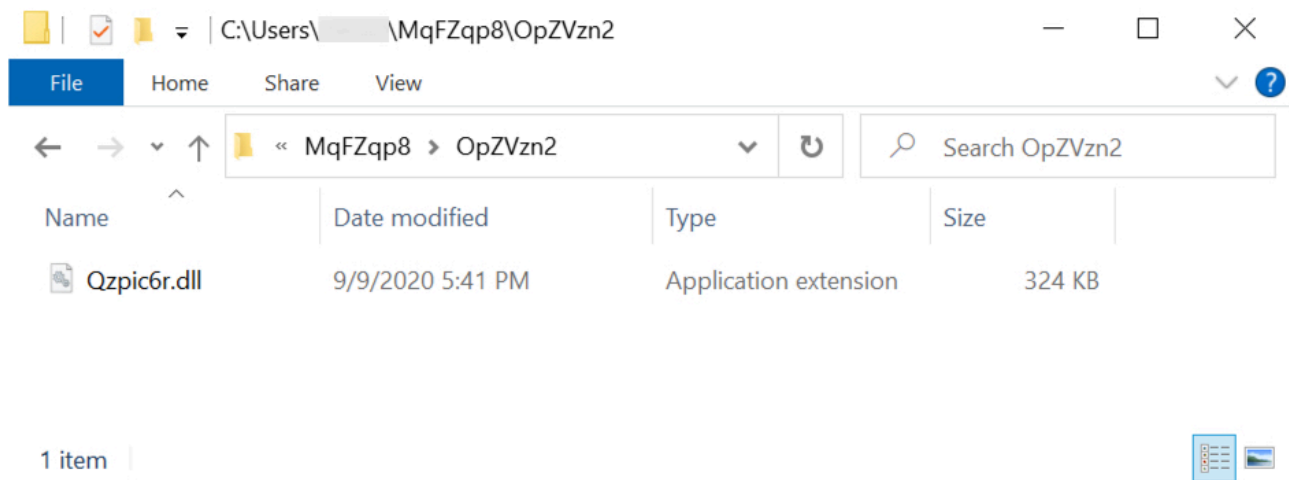 C:\Users\ \MqFZqp8\OpZVzn2
File Home Share View ?
« MqFZqp8 > OpZVzn2 Search OpZVzn2
Name Date modified Type Size
Qzpic6r.dll 9/9/2020 5:41 PM Application extension 324 KB
1 item